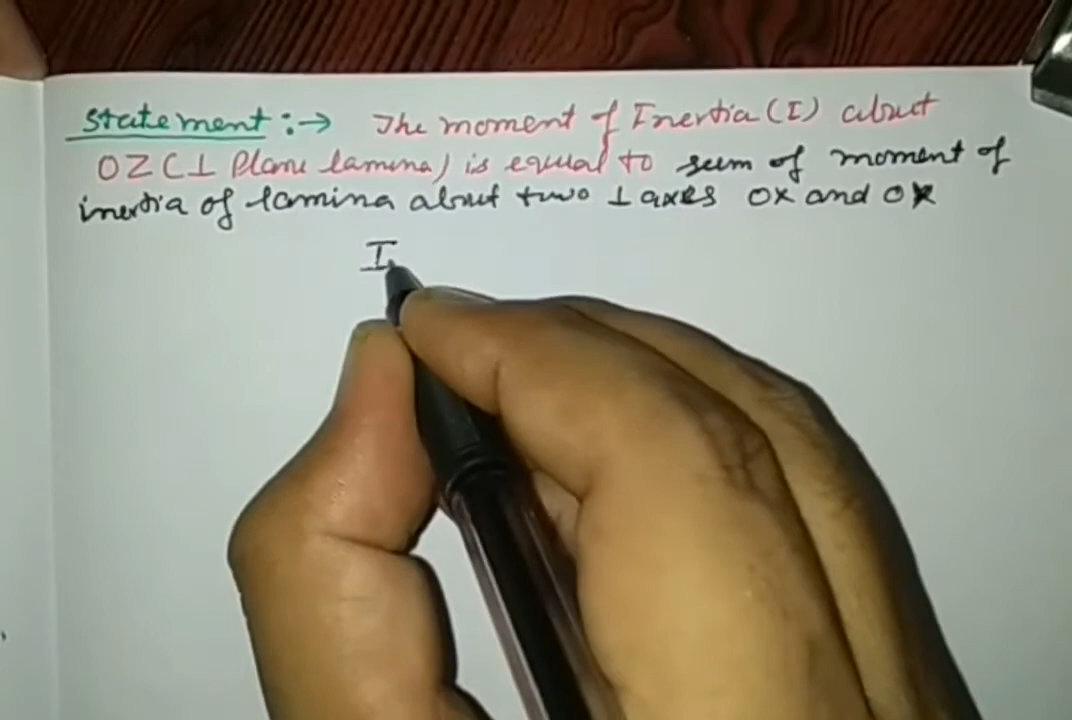 Statement :→ The moment of Inertia (I) about
OZ (⊥ Plane lamina) is equal to sum of moment of
inertia of lamina about two ⊥ axes OX and OX
I